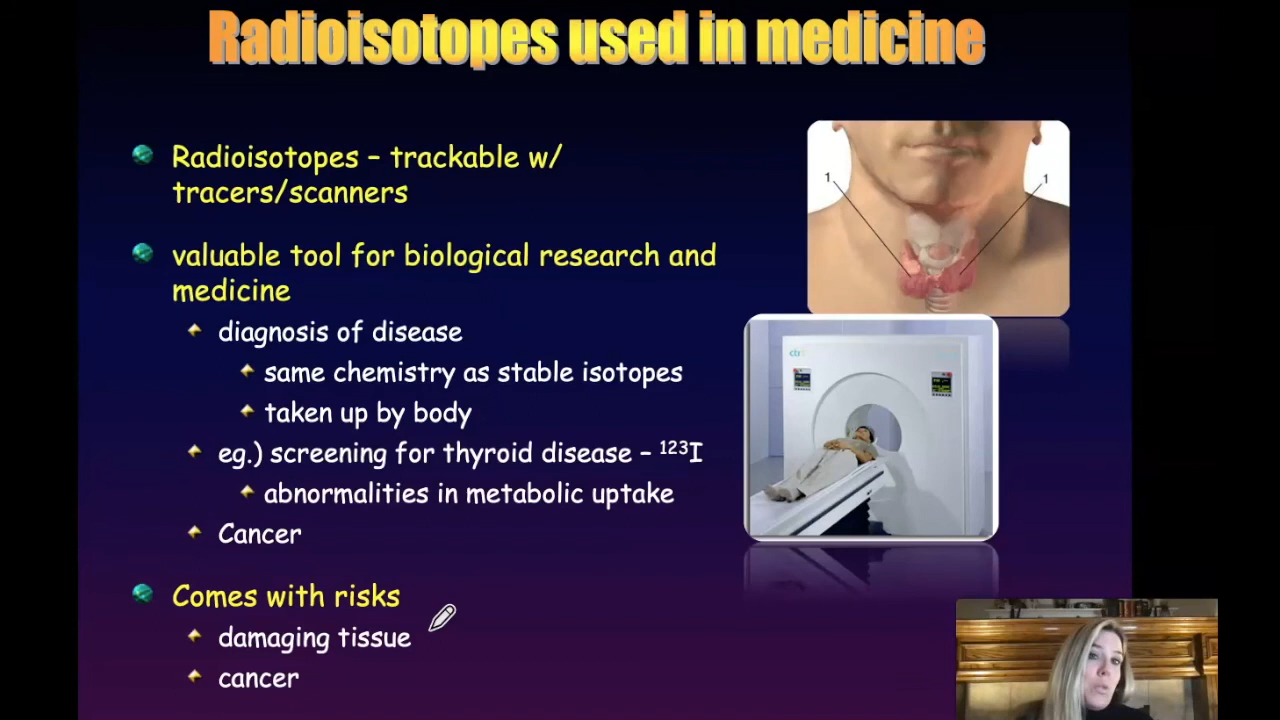 Radioisotopes used in medicine
Radioisotopes – trackable w/
tracers/scanners
valuable tool for biological research and
medicine
diagnosis of disease
same chemistry as stable isotopes
taken up by body
eg.) screening for thyroid disease – ¹²³I
abnormalities in metabolic uptake
Cancer
Comes with risks
damaging tissue
cancer
1
1